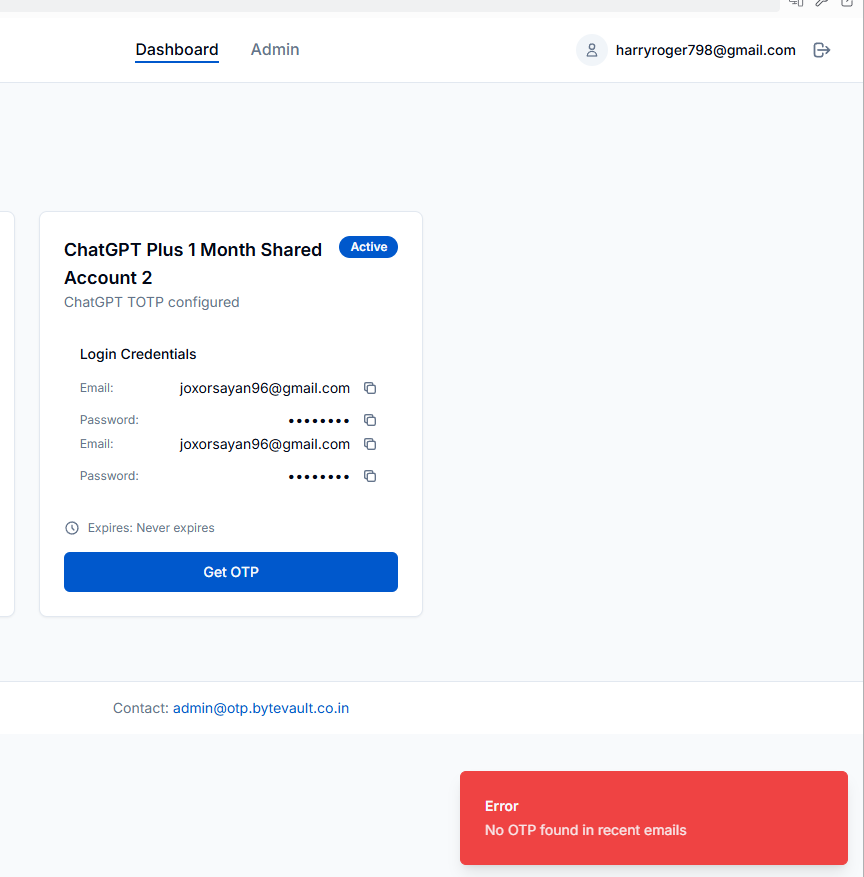 Dashboard Admin harryroger798@gmail.com
ChatGPT Plus 1 Month Shared Active
Account 2
ChatGPT TOTP configured
Login Credentials
Email: joxorsayan96@gmail.com
Password: ••••••••
Email: joxorsayan96@gmail.com
Password: ••••••••
Expires: Never expires
Get OTP
Contact: admin@otp.bytevault.co.in
Error
No OTP found in recent emails